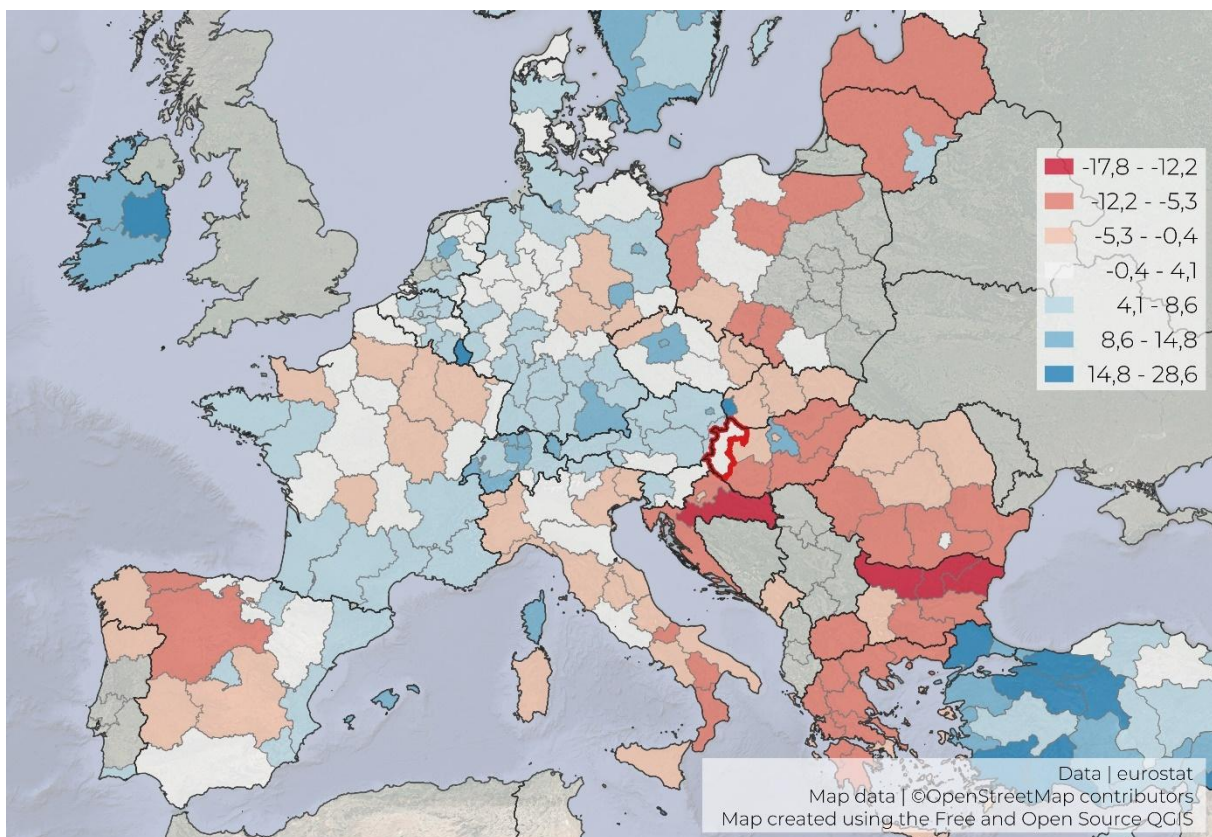 -17,8 - -12,2
-12,2 - -5,3
-5,3 - -0,4
-0,4 - 4,1
4,1 - 8,6
8,6 - 14,8
14,8 - 28,6
Data | eurostat
Map data | ©OpenStreetMap contributors
Map created using the Free and Open Source QGIS